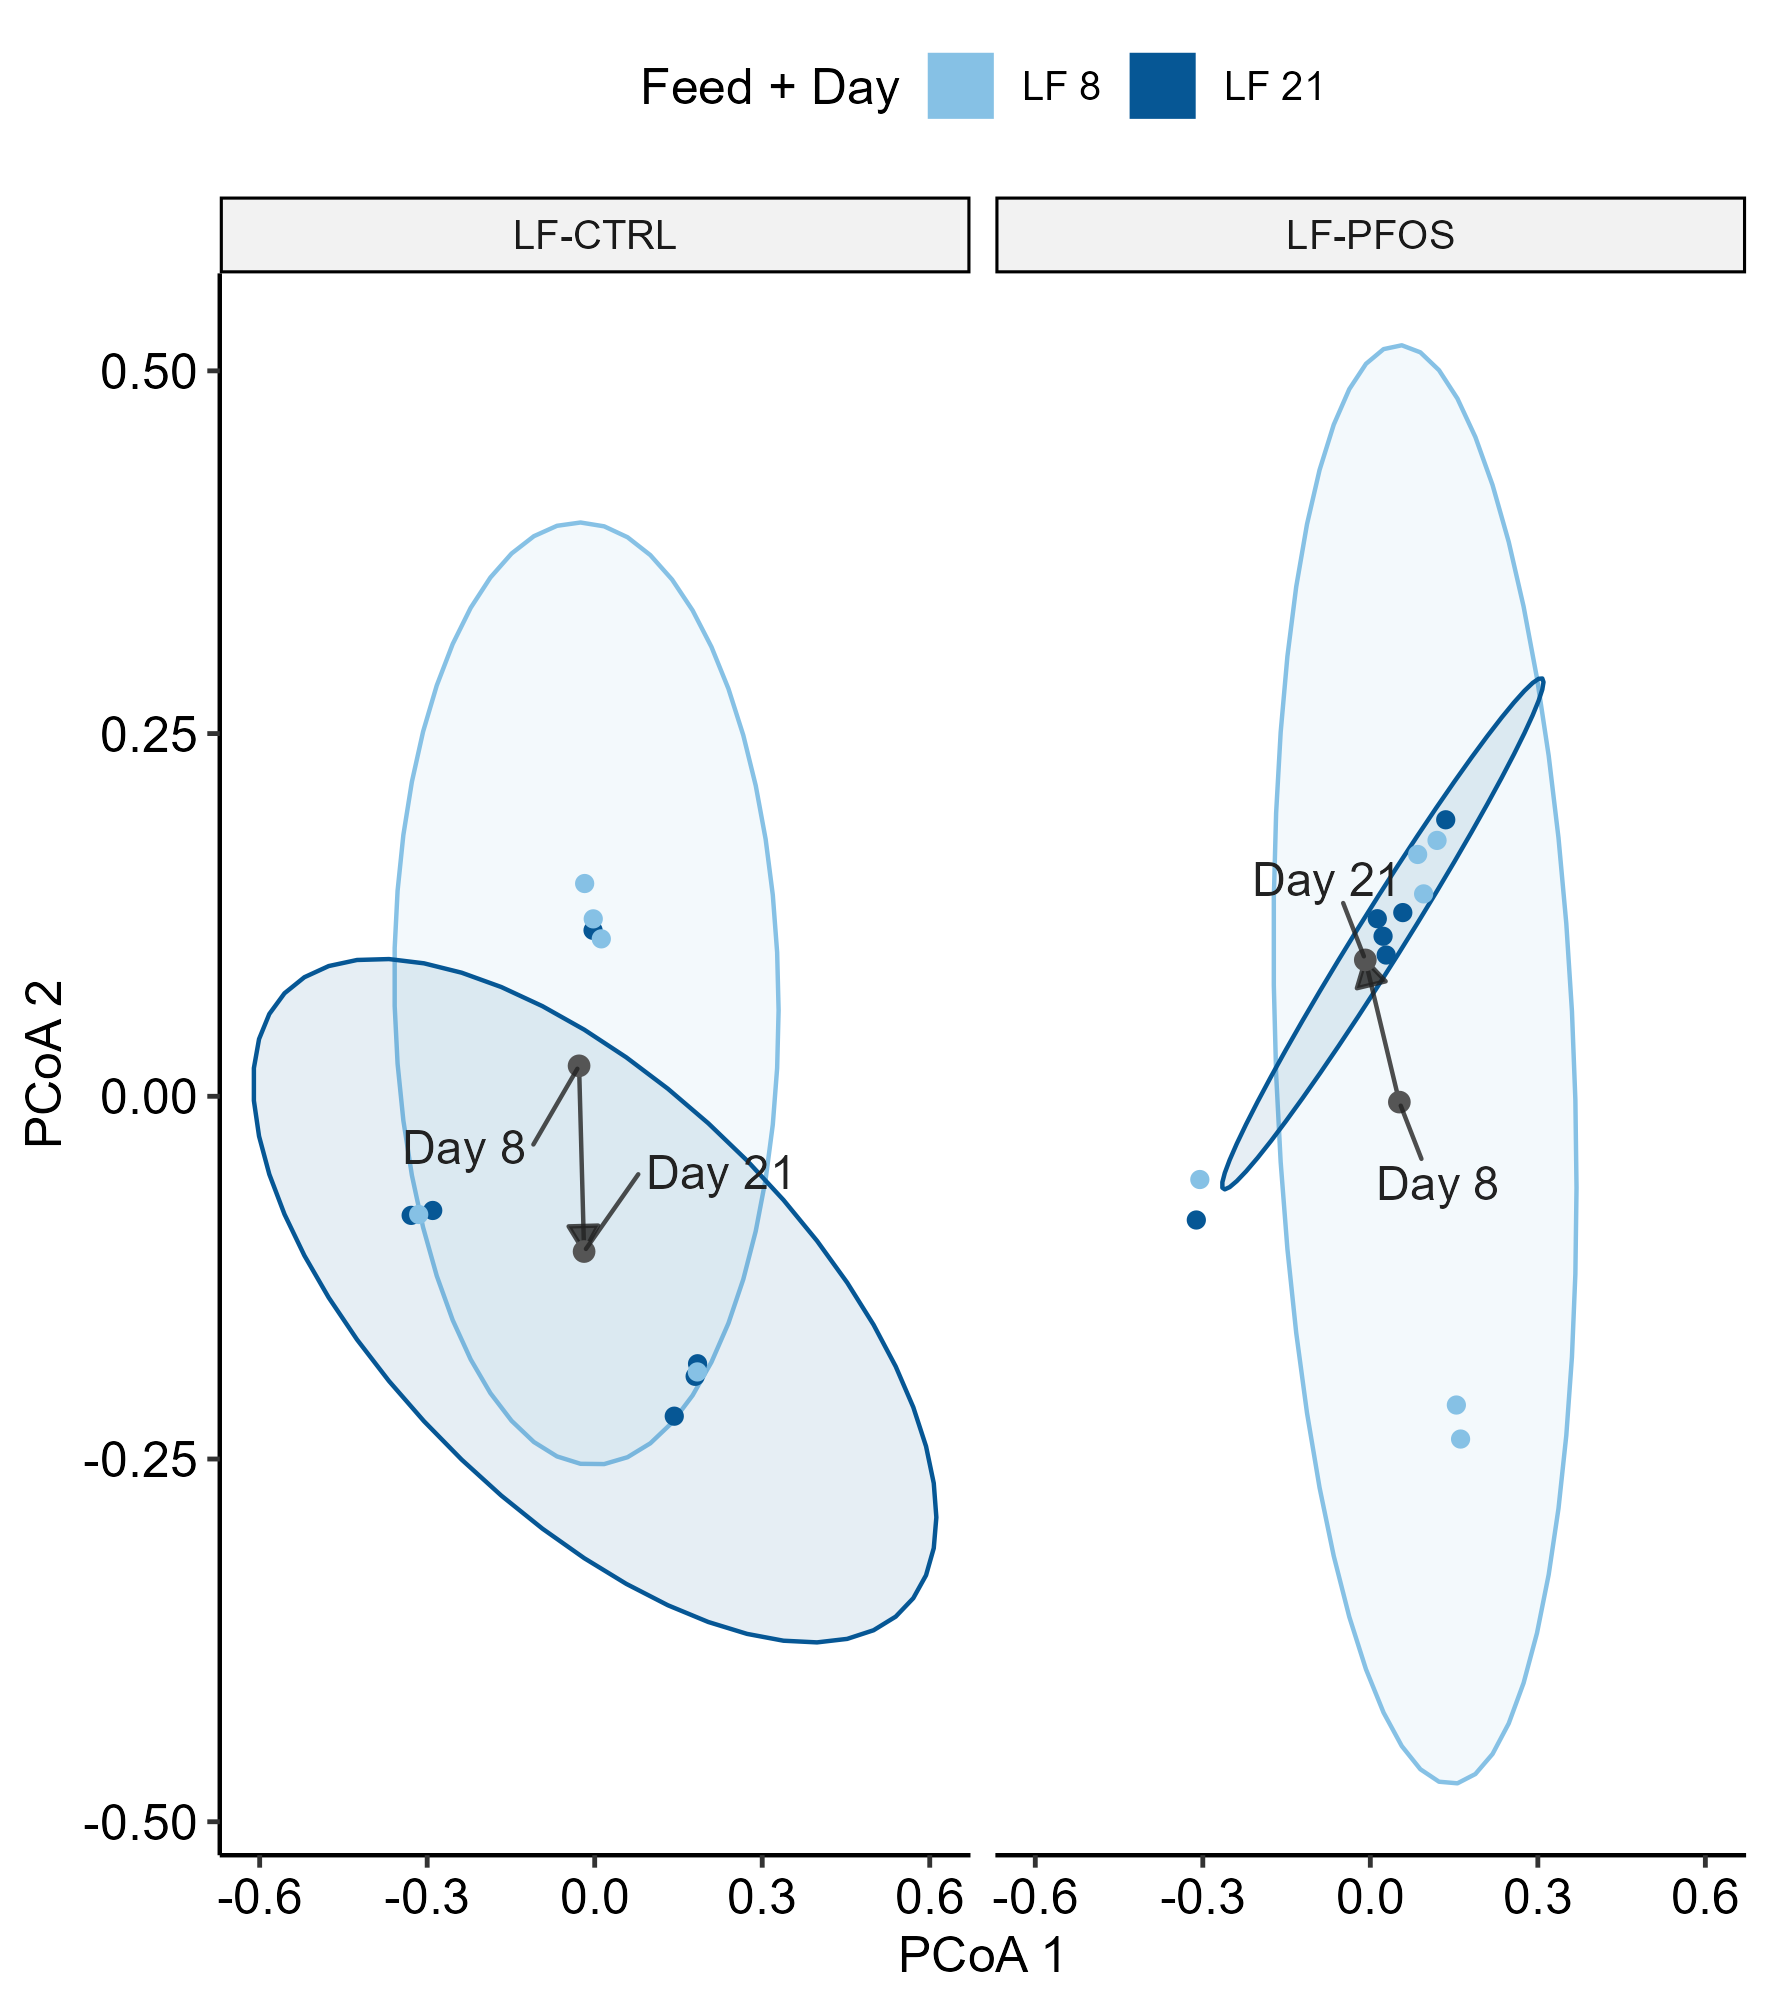 Feed + Day LF 8 LF 21
LF-CTRL LF-PFOS
0.50
0.25
0.00
-0.25
-0.50
PCoA 2
Day 8
Day 21
Day 21
Day 8
-0.6 -0.3 0.0 0.3 0.6 -0.6 -0.3 0.0 0.3 0.6
PCoA 1